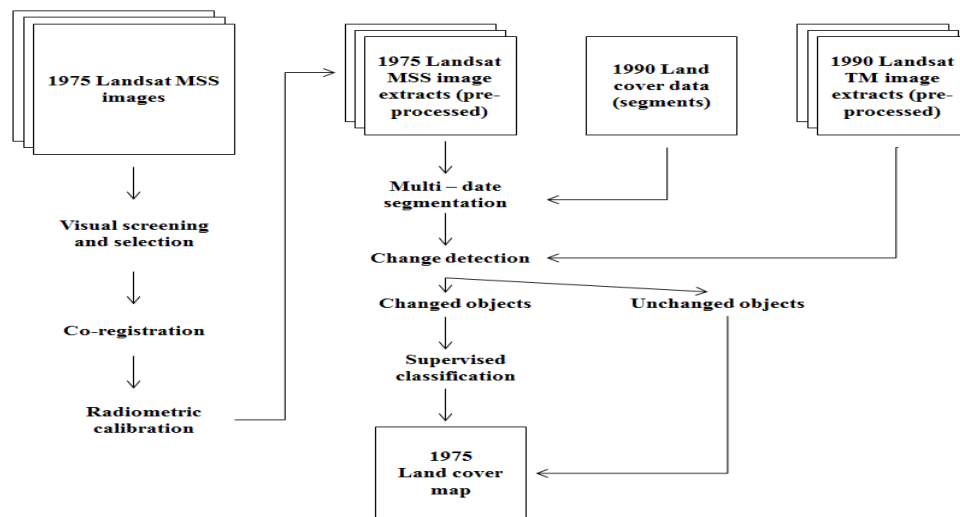 1975 Landsat MSS
images
Visual screening
and selection
Co-registration
Radiometric
calibration
1975 Landsat
MSS image
extracts (pre-
processed)
1990 Land
cover data
(segments)
1990 Landsat
TM image
extracts (pre-
processed)
Multi – date
segmentation
Change detection
Changed objects
Unchanged objects
Supervised
classification
1975
Land cover
map